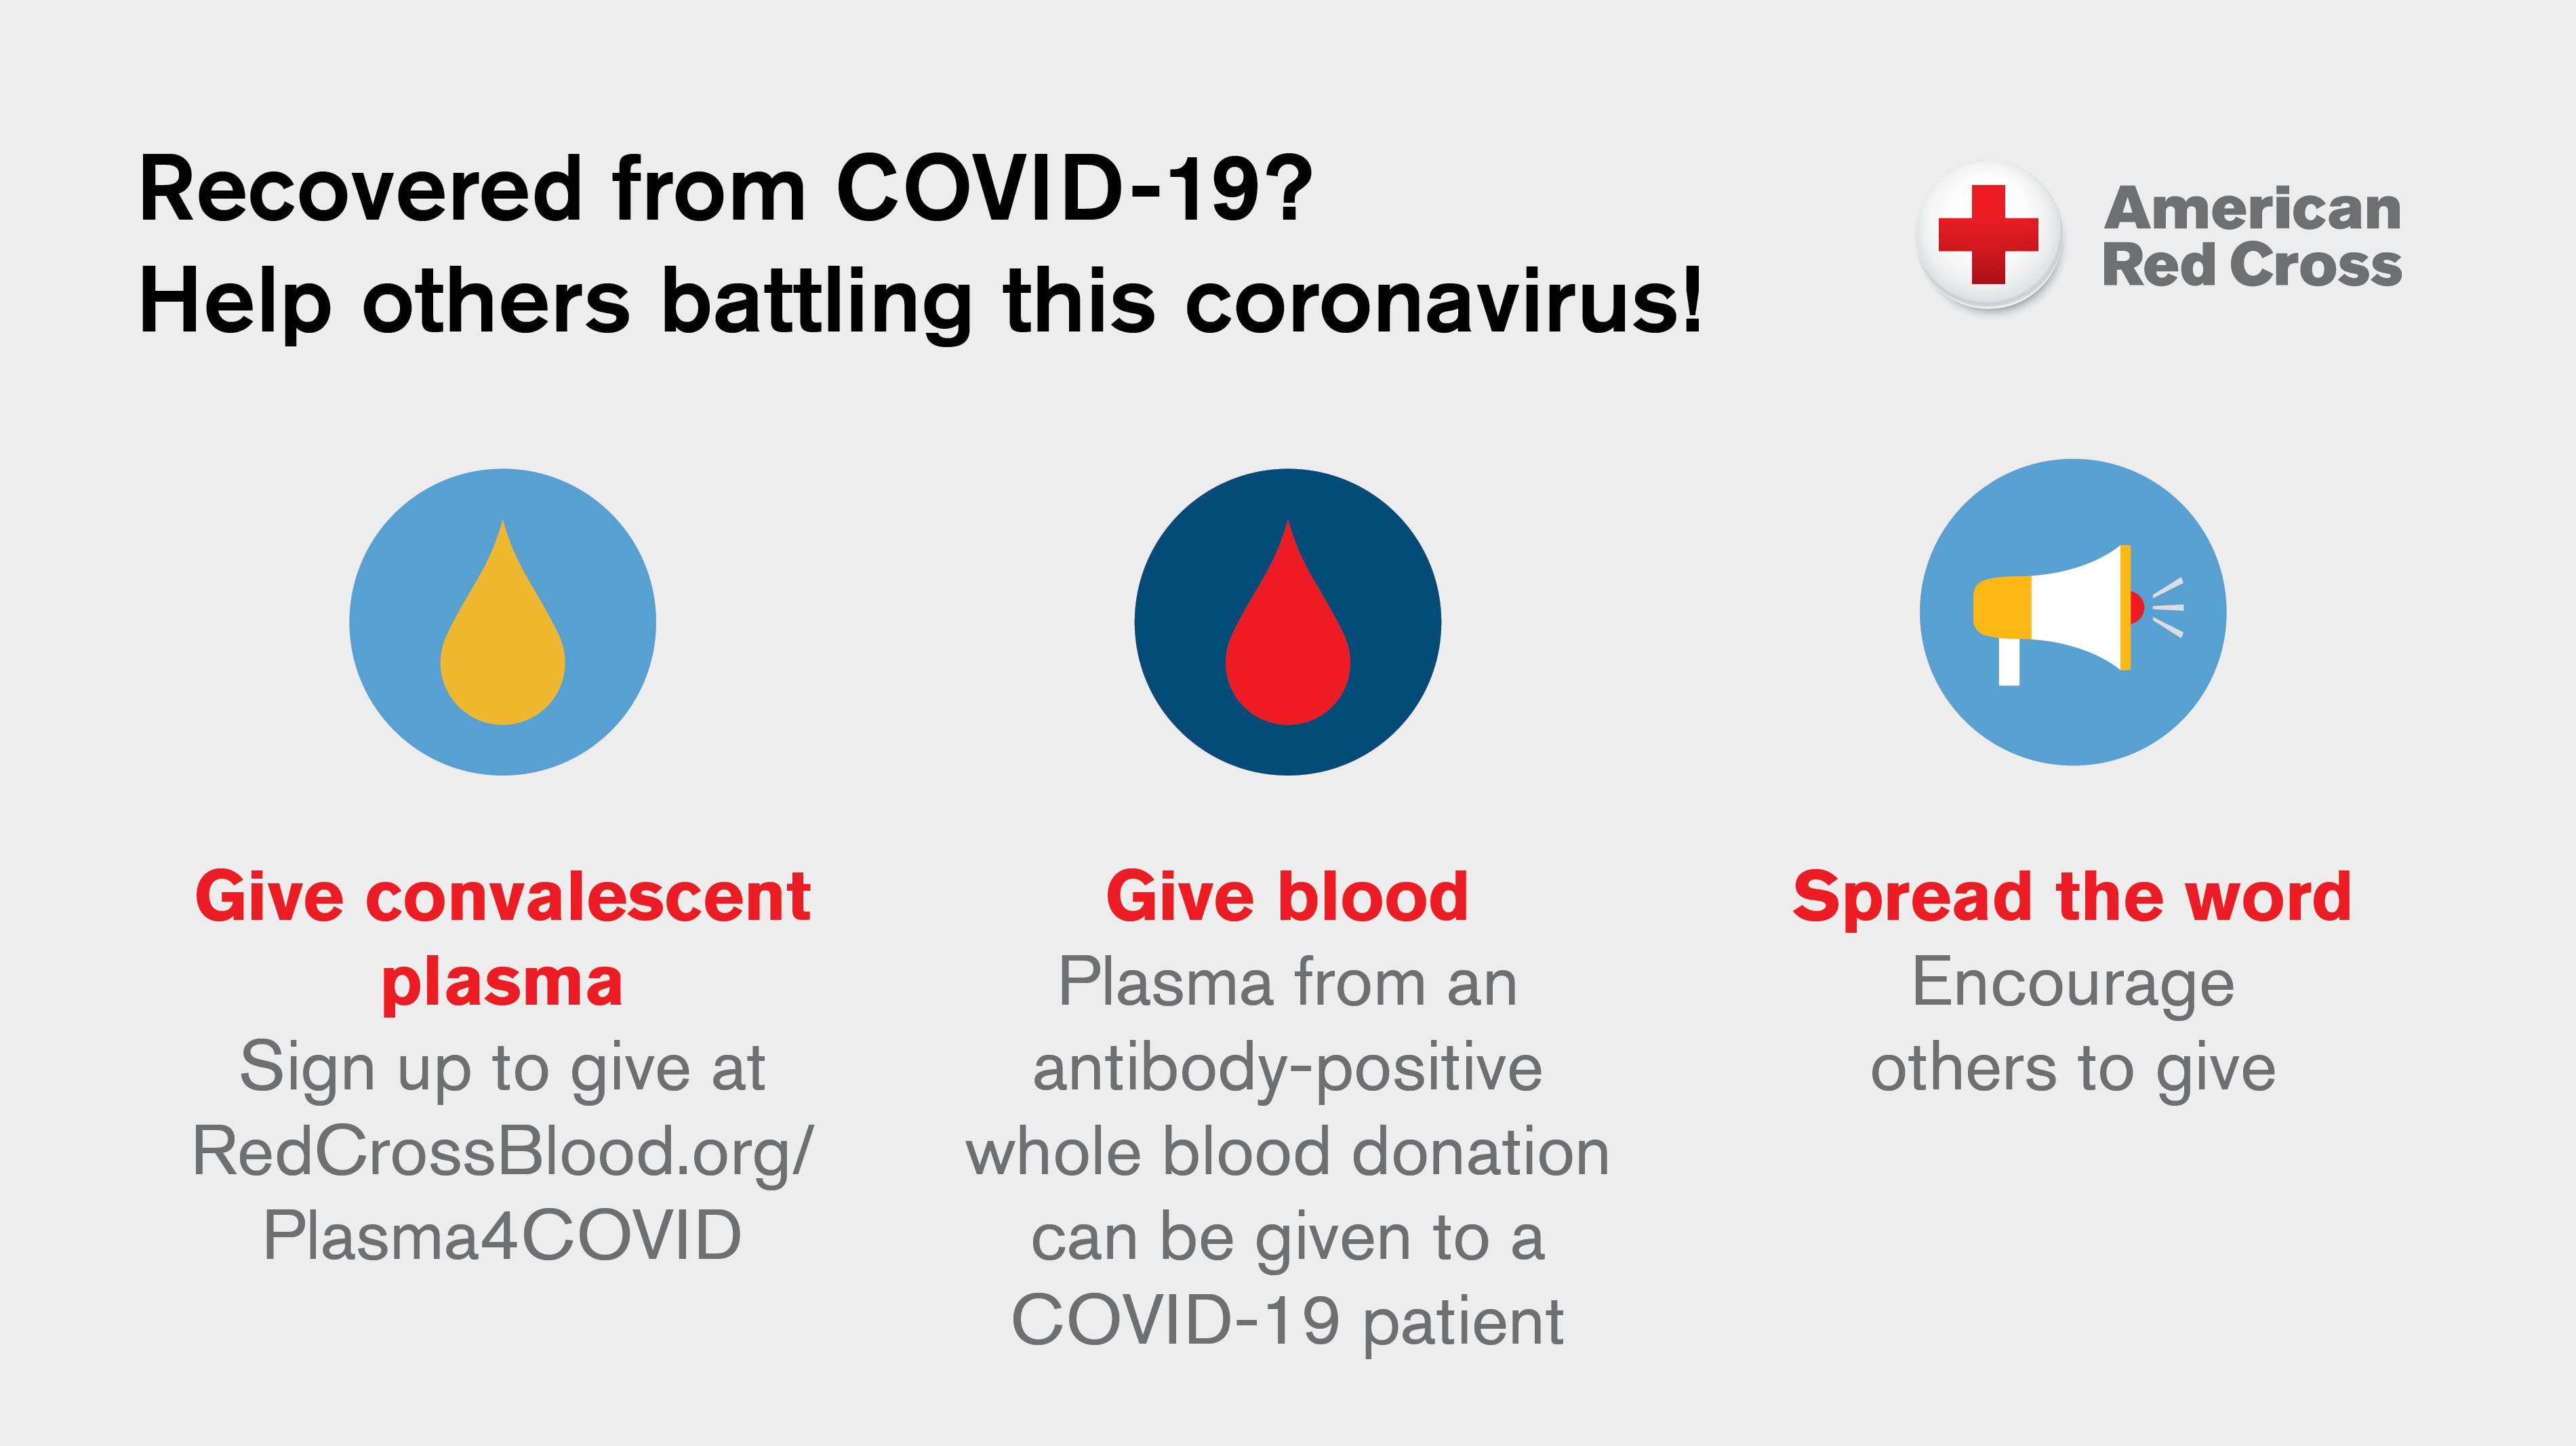 Recovered from COVID-19?
Help others battling this coronavirus!
American
Red Cross
Give convalescent
plasma
Sign up to give at
RedCrossBlood.org/
Plasma4COVID
Give blood
Plasma from an
antibody-positive
whole blood donation
can be given to a
COVID-19 patient
Spread the word
Encourage
others to give